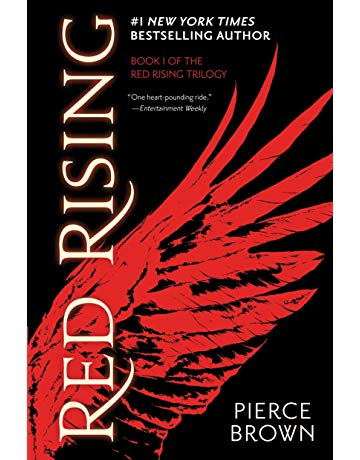 #1 NEW YORK TIMES
BESTSELLING AUTHOR
BOOK I OF THE
RED RISING TRILOGY
“One heart-pounding ride.”
—Entertainment Weekly
RED RISING
PIERCE
BROWN